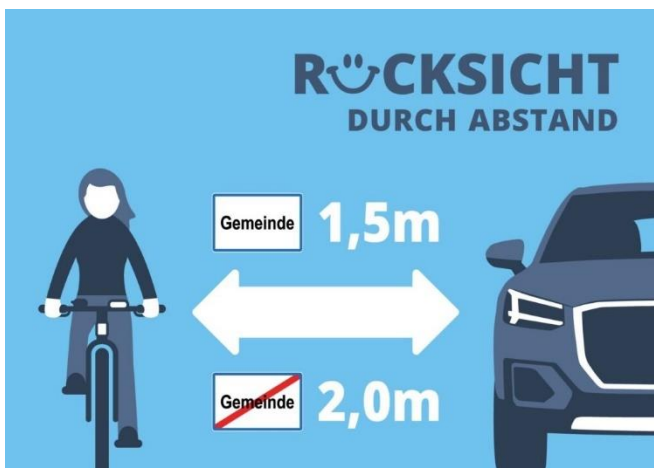 RÜCKSICHT
DURCH ABSTAND
Gemeinde 1,5m
Gemeinde 2,0m